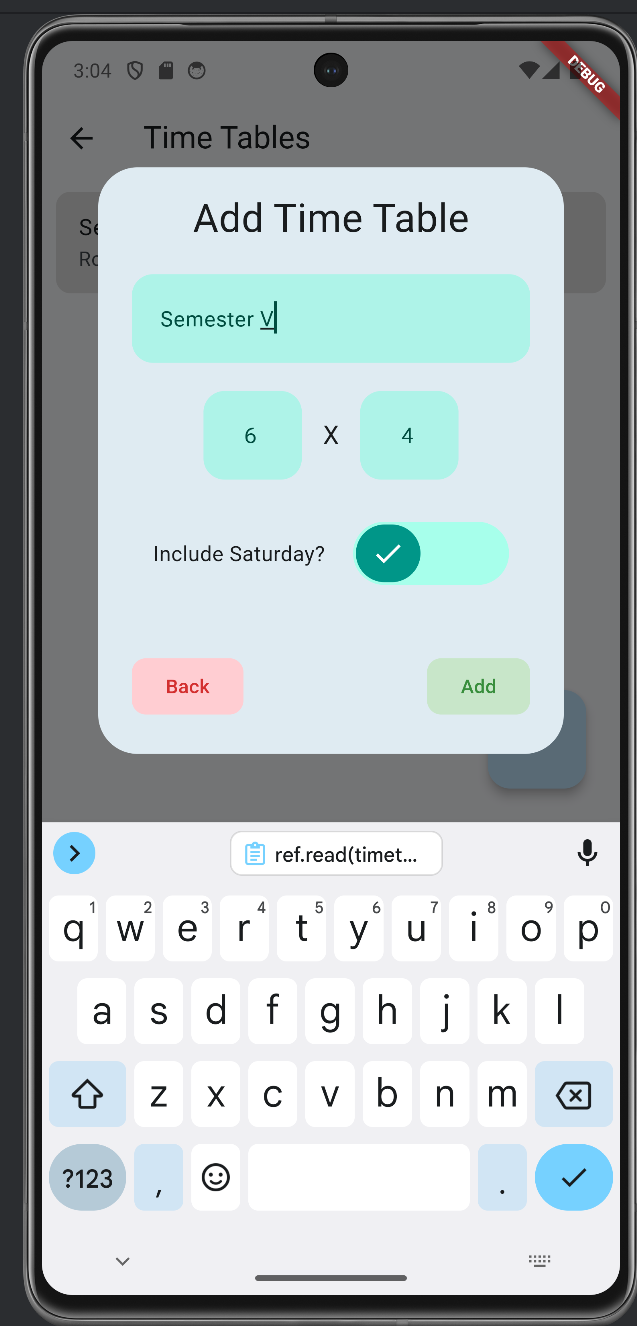 3:04
DEBUG
Time Tables
Se
Ro
Add Time Table
Semester V
6 X 4
Include Saturday?
Back
Add
ref.read(timet...
q1 w2 e3 r4 t5 y6 u7 i8 o9 p0
a s d f g h j k l
z x c v b n m
?123 , .